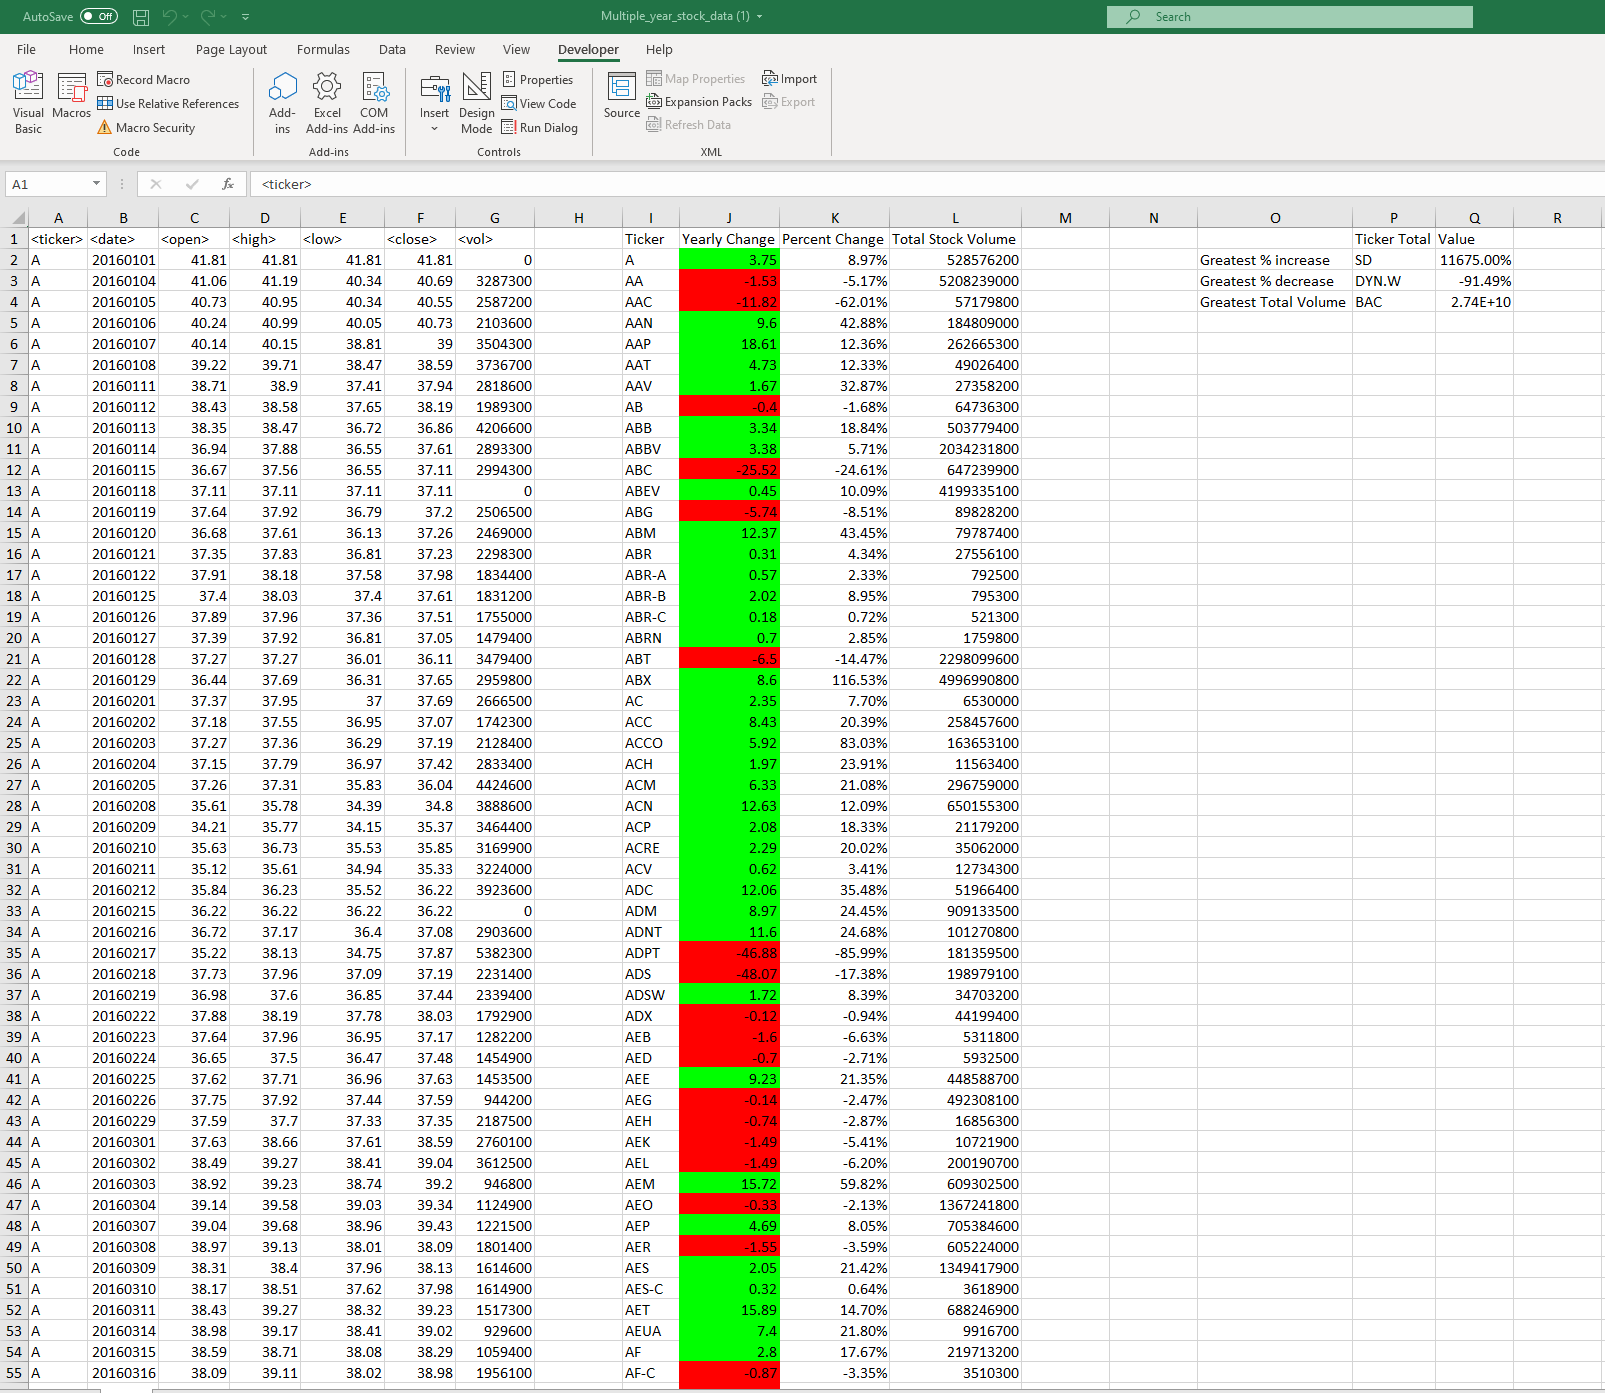 AutoSave Off Multiple_year_stock_data (1) Search
File Home Insert Page Layout Formulas Data Review View Developer Help
Visual Basic
Macros
Record Macro
Use Relative References
Macro Security
Code
Add-ins
Excel Add-ins
COM Add-ins
Add-ins
Insert
Design Mode
Properties
View Code
Run Dialog
Controls
Source
Map Properties
Expansion Packs
Refresh Data
Import
Export
XML
A1 fx <ticker>
A B C D E F G H I J K L M N O P Q R
1 <ticker> <date> <open> <high> <low> <close> <vol> Ticker Yearly Change Percent Change Total Stock Volume Ticker Total Value
2 A 20160101 41.81 41.81 41.81 41.81 0 A 3.75 8.97% 528576200 Greatest % increase SD 11675.00%
3 A 20160104 41.06 41.19 40.34 40.69 3287300 AA -1.53 -5.17% 5208239000 Greatest % decrease DYN.W -91.49%
4 A 20160105 40.73 40.95 40.34 40.55 2587200 AAC -11.82 -62.01% 57179800 Greatest Total Volume BAC 2.74E+10
5 A 20160106 40.24 40.99 40.05 40.73 2103600 AAN 9.6 42.88% 184809000
6 A 20160107 40.14 40.15 38.81 39 3504300 AAP 18.61 12.36% 262665300
7 A 20160108 39.22 39.71 38.47 38.59 3736700 AAT 4.73 12.33% 49026400
8 A 20160111 38.71 38.9 37.41 37.94 2818600 AAV 1.67 32.87% 27358200
9 A 20160112 38.43 38.58 37.65 38.19 1989300 AB -0.4 -1.68% 64736300
10 A 20160113 38.35 38.47 36.72 36.86 4206600 ABB 3.34 18.84% 503779400
11 A 20160114 36.94 37.88 36.55 37.61 2893300 ABBV 3.38 5.71% 2034231800
12 A 20160115 36.67 37.56 36.55 37.11 2994300 ABC -25.52 -24.61% 647239900
13 A 20160118 37.11 37.11 37.11 37.11 0 ABEV 0.45 10.09% 4199335100
14 A 20160119 37.64 37.92 36.79 37.2 2506500 ABG -5.74 -8.51% 89828200
15 A 20160120 36.68 37.61 36.13 37.26 2469000 ABM 12.37 43.45% 79787400
16 A 20160121 37.35 37.83 36.81 37.23 2298300 ABR 0.31 4.34% 27556100
17 A 20160122 37.91 38.18 37.58 37.98 1834400 ABR-A 0.57 2.33% 792500
18 A 20160125 37.4 38.03 37.4 37.61 1831200 ABR-B 2.02 8.95% 795300
19 A 20160126 37.89 37.96 37.36 37.51 1755000 ABR-C 0.18 0.72% 521300
20 A 20160127 37.39 37.92 36.81 37.05 1479400 ABRN 0.7 2.85% 1759800
21 A 20160128 37.27 37.27 36.01 36.11 3479400 ABT -6.5 -14.47% 2298099600
22 A 20160129 36.44 37.69 36.31 37.65 2959800 ABX 8.6 116.53% 4996990800
23 A 20160201 37.37 37.95 37 37.69 2666500 AC 2.35 7.70% 6530000
24 A 20160202 37.18 37.55 36.95 37.07 1742300 ACC 8.43 20.39% 258457600
25 A 20160203 37.27 37.36 36.29 37.19 2128400 ACCO 5.92 83.03% 163653100
26 A 20160204 37.15 37.79 36.97 37.42 2833400 ACH 1.97 23.91% 11563400
27 A 20160205 37.26 37.31 35.83 36.04 4424600 ACM 6.33 21.08% 296759000
28 A 20160208 35.61 35.78 34.39 34.8 3888600 ACN 12.63 12.09% 650155300
29 A 20160209 34.21 35.77 34.15 35.37 3464400 ACP 2.08 18.33% 21179200
30 A 20160210 35.63 36.73 35.53 35.85 3169900 ACRE 2.29 20.02% 35062000
31 A 20160211 35.12 35.61 34.94 35.33 3224000 ACV 0.62 3.41% 12734300
32 A 20160212 35.84 36.23 35.52 36.22 3923600 ADC 12.06 35.48% 51966400
33 A 20160215 36.22 36.22 36.22 36.22 0 ADM 8.97 24.45% 909133500
34 A 20160216 36.72 37.17 36.4 37.08 2903600 ADNT 11.6 24.68% 101270800
35 A 20160217 35.22 38.13 34.75 37.87 5382300 ADPT -46.88 -85.99% 181359500
36 A 20160218 37.73 37.96 37.09 37.19 2231400 ADS -48.07 -17.38% 198979100
37 A 20160219 36.98 37.6 36.85 37.44 2339400 ADSW 1.72 8.39% 34703200
38 A 20160222 37.88 38.19 37.78 38.03 1792900 ADX -0.12 -0.94% 44199400
39 A 20160223 37.64 37.96 36.95 37.17 1282200 AEB -1.6 -6.63% 5311800
40 A 20160224 36.65 37.5 36.47 37.48 1454900 AED -0.7 -2.71% 5932500
41 A 20160225 37.62 37.71 36.96 37.63 1453500 AEE 9.23 21.35% 448588700
42 A 20160226 37.75 37.92 37.44 37.59 944200 AEG -0.14 -2.47% 492308100
43 A 20160229 37.59 37.7 37.33 37.35 2187500 AEH -0.74 -2.87% 16856300
44 A 20160301 37.63 38.66 37.61 38.59 2760100 AEK -1.49 -5.41% 10721900
45 A 20160302 38.49 39.27 38.41 39.04 3612500 AEL -1.49 -6.20% 200190700
46 A 20160303 38.92 39.23 38.74 39.2 946800 AEM 15.72 59.82% 609302500
47 A 20160304 39.14 39.58 39.03 39.34 1124900 AEO -0.33 -2.13% 1367241800
48 A 20160307 39.04 39.68 38.96 39.43 1221500 AEP 4.69 8.05% 705384600
49 A 20160308 38.97 39.13 38.01 38.09 1801400 AER -1.55 -3.59% 605224000
50 A 20160309 38.31 38.4 37.96 38.13 1614600 AES 2.05 21.42% 1349417900
51 A 20160310 38.17 38.51 37.62 37.98 1614900 AES-C 0.32 0.64% 3618900
52 A 20160311 38.43 39.27 38.32 39.23 1517300 AET 15.89 14.70% 688246900
53 A 20160314 38.98 39.17 38.41 39.02 929600 AEUA 7.4 21.80% 9916700
54 A 20160315 38.59 38.71 38.08 38.29 1059400 AF 2.8 17.67% 219713200
55 A 20160316 38.09 39.11 38.02 38.98 1956100 AF-C -0.87 -3.35% 3510300